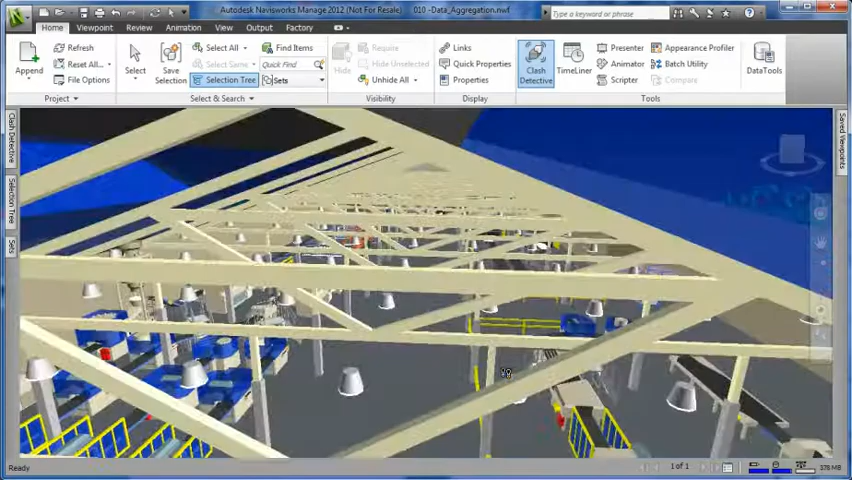 Autodesk Navisworks Manage 2012 (Not For Resale) 010 -Data_Aggregation.nwf
Type a keyword or phrase
Home Viewpoint Review Animation Output Factory
Append
Refresh
Reset All...
File Options
Project
Select
Save Selection
Select All
Select Same
Selection Tree
Find Items
Quick Find
Sets
Select & Search
Hide
Require
Hide Unselected
Unhide All
Visibility
Links
Quick Properties
Properties
Display
Clash Detective
TimeLiner
Presenter
Animator
Scripter
Appearance Profiler
Batch Utility
Compare
Tools
DataTools
Clash Detective
Selection Tree
Sets
Saved Viewpoints
Ready
1 of 1
378 MB